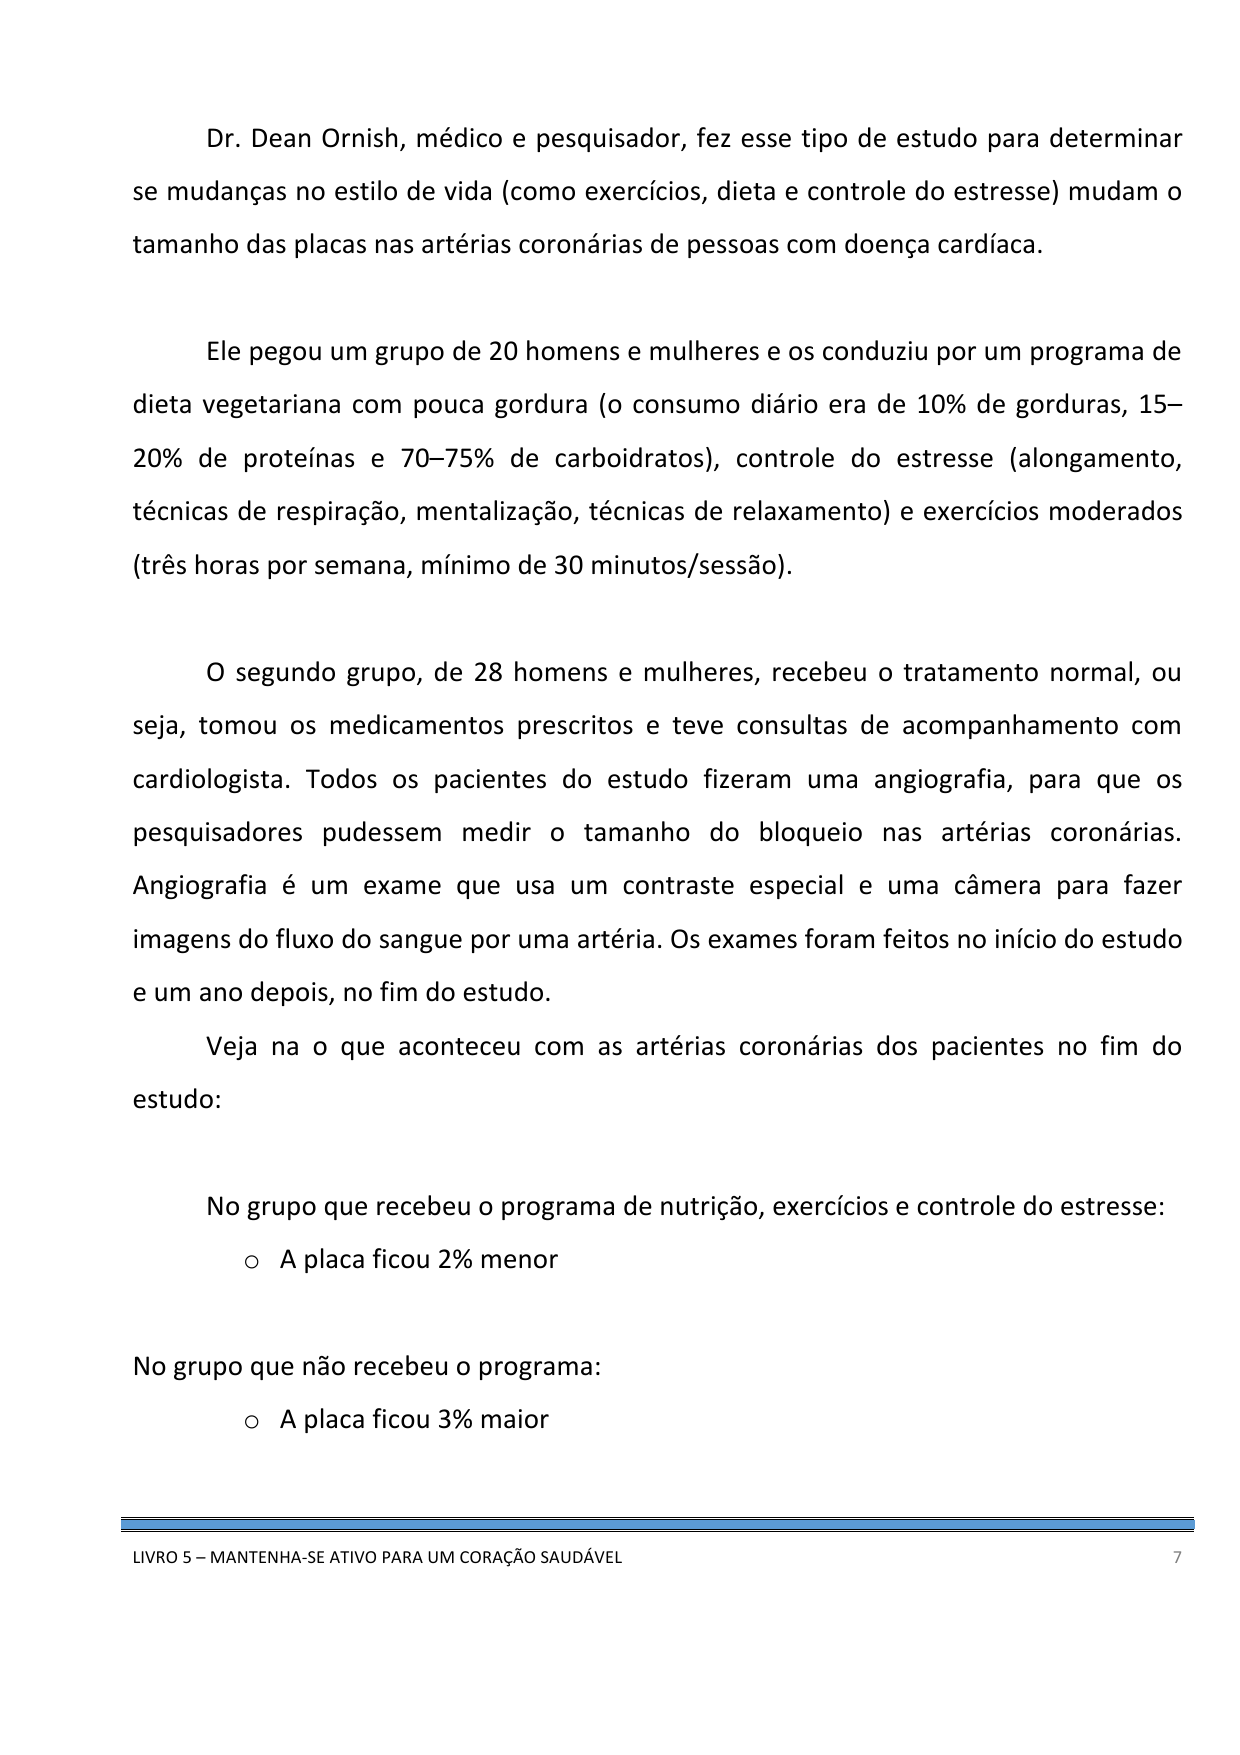 Dr. Dean Ornish, médico e pesquisador, fez esse tipo de estudo para determinar
se mudanças no estilo de vida (como exercícios, dieta e controle do estresse) mudam o
tamanho das placas nas artérias coronárias de pessoas com doença cardíaca.
Ele pegou um grupo de 20 homens e mulheres e os conduziu por um programa de
dieta vegetariana com pouca gordura (o consumo diário era de 10% de gorduras, 15–
20% de proteínas e 70–75% de carboidratos), controle do estresse (alongamento,
técnicas de respiração, mentalização, técnicas de relaxamento) e exercícios moderados
(três horas por semana, mínimo de 30 minutos/sessão).
O segundo grupo, de 28 homens e mulheres, recebeu o tratamento normal, ou
seja, tomou os medicamentos prescritos e teve consultas de acompanhamento com
cardiologista. Todos os pacientes do estudo fizeram uma angiografia, para que os
pesquisadores pudessem medir o tamanho do bloqueio nas artérias coronárias.
Angiografia é um exame que usa um contraste especial e uma câmera para fazer
imagens do fluxo do sangue por uma artéria. Os exames foram feitos no início do estudo
e um ano depois, no fim do estudo.
Veja na o que aconteceu com as artérias coronárias dos pacientes no fim do
estudo:
No grupo que recebeu o programa de nutrição, exercícios e controle do estresse:
o A placa ficou 2% menor
No grupo que não recebeu o programa:
o A placa ficou 3% maior
LIVRO 5 – MANTENHA-SE ATIVO PARA UM CORAÇÃO SAUDÁVEL 7